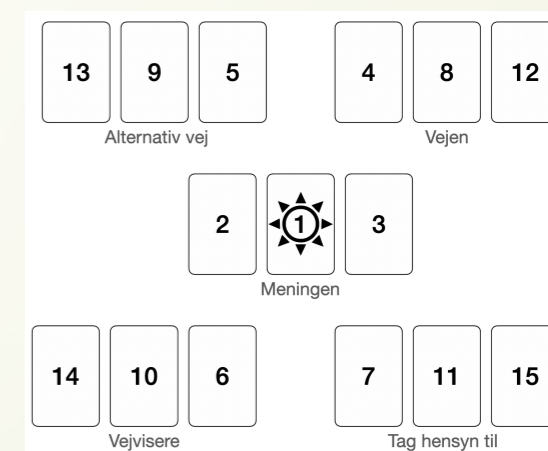 13 9 5 4 8 12
Alternativ vej Vejen
2 1 3
Meningen
14 10 6 7 11 15
Vejvisere Tag hensyn til